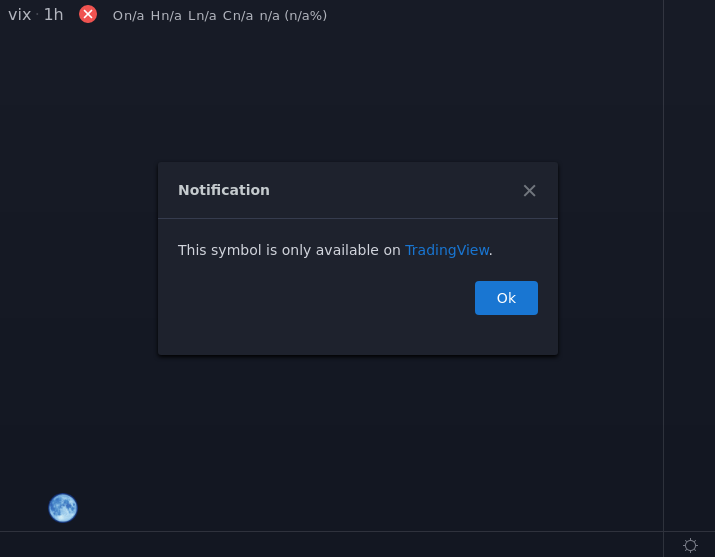 vix · 1h On/a Hn/a Ln/a Cn/a n/a (n/a%)
Notification
This symbol is only available on TradingView.
Ok